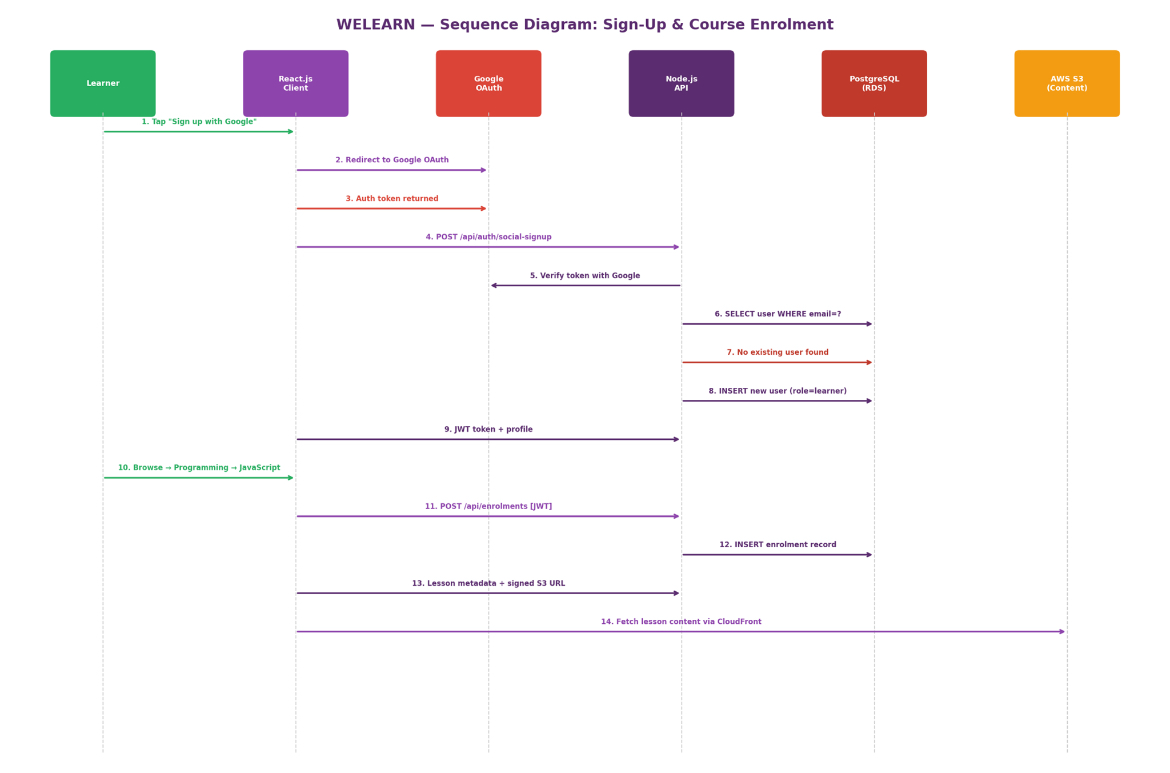 WELEARN — Sequence Diagram: Sign-Up & Course Enrolment
Learner
React.js
Client
Google
OAuth
Node.js
API
PostgreSQL
(RDS)
AWS S3
(Content)
1. Tap "Sign up with Google"
2. Redirect to Google OAuth
3. Auth token returned
4. POST /api/auth/social-signup
5. Verify token with Google
6. SELECT user WHERE email=?
7. No existing user found
8. INSERT new user (role=learner)
9. JWT token + profile
10. Browse → Programming → JavaScript
11. POST /api/enrolments [JWT]
12. INSERT enrolment record
13. Lesson metadata + signed S3 URL
14. Fetch lesson content via CloudFront